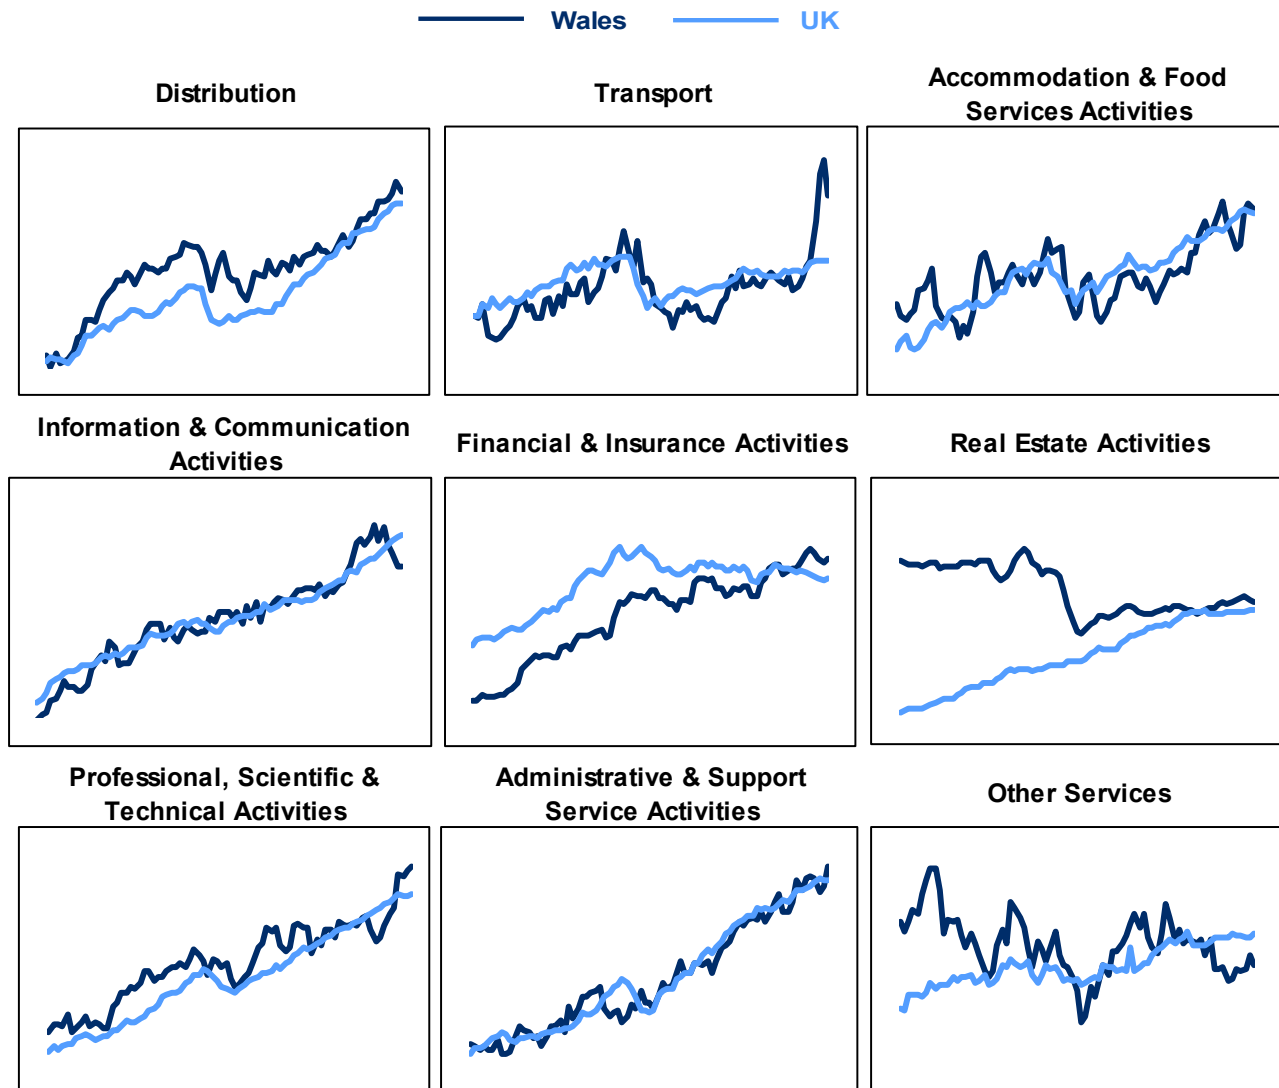 Wales
UK
Distribution
Transport
Accommodation & Food
Services Activities
Information & Communication
Activities
Financial & Insurance Activities
Real Estate Activities
Professional, Scientific &
Technical Activities
Administrative & Support
Service Activities
Other Services